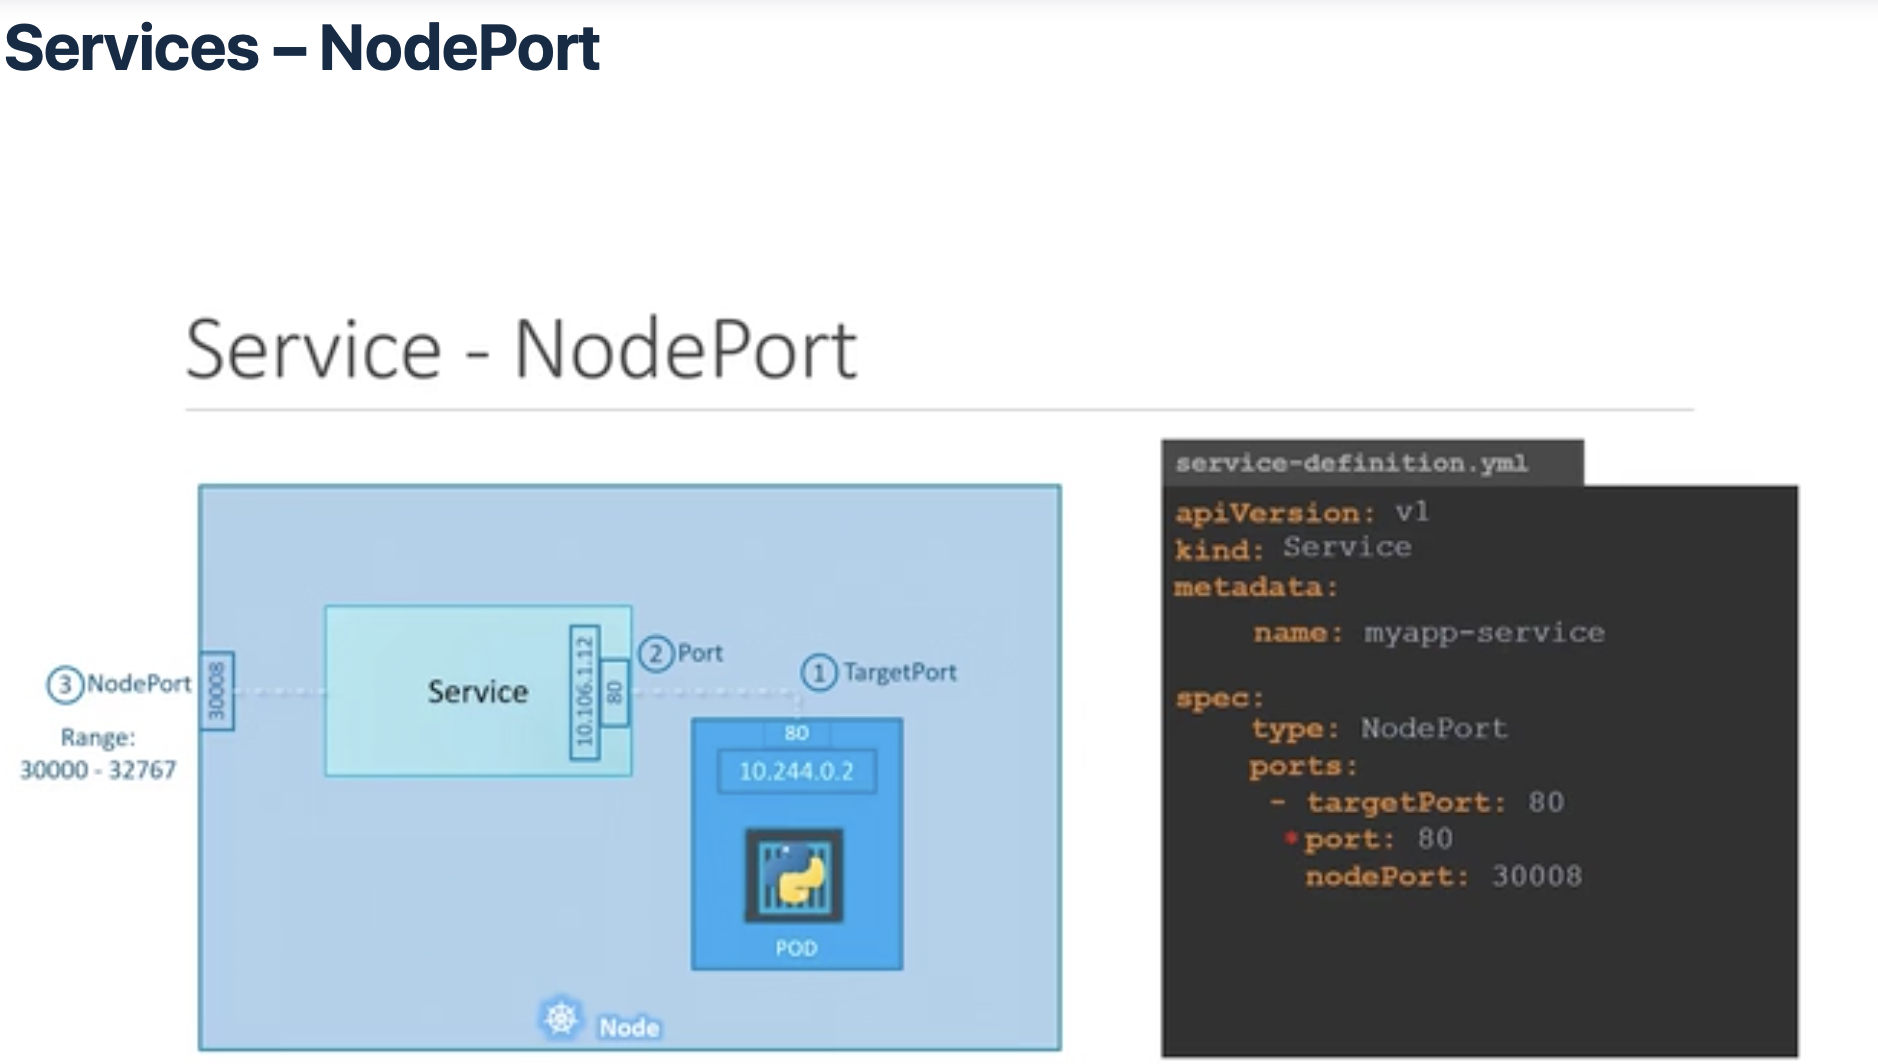 Services – NodePort
Service - NodePort
3 NodePort
Range:
30000 - 32767
30008
Service
10.106.1.12
80
2 Port
1 TargetPort
80
10.244.0.2
POD
Node
service-definition.yml
apiVersion: v1
kind: Service
metadata:
name: myapp-service
spec:
type: NodePort
ports:
- targetPort: 80
*port: 80
nodePort: 30008